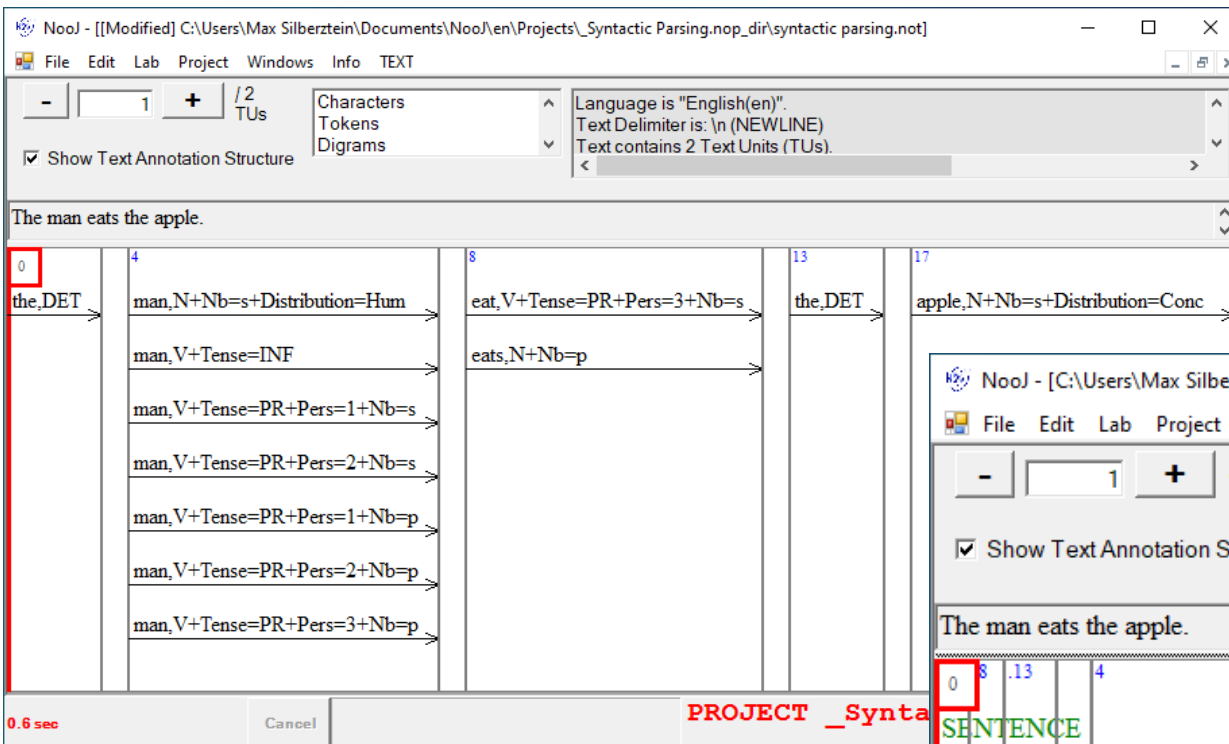 NooJ - [[Modified] C:\Users\Max Silberztein\Documents\NooJ\en\Projects\_Syntactic Parsing.nop_dir\syntactic parsing.not]
File Edit Lab Project Windows Info TEXT
- 1 + / 2 TUs
Show Text Annotation Structure
Characters
Tokens
Digrams
Language is "English(en)".
Text Delimiter is: \n (NEWLINE)
Text contains 2 Text Units (TUs).
The man eats the apple.
0 4 8 13 17
the,DET man,N+Nb=s+Distribution=Hum eat,V+Tense=PR+Pers=3+Nb=s the,DET apple,N+Nb=s+Distribution=Conc
man,V+Tense=INF eats,N+Nb=p
man,V+Tense=PR+Pers=1+Nb=s
man,V+Tense=PR+Pers=2+Nb=s
man,V+Tense=PR+Pers=1+Nb=p
man,V+Tense=PR+Pers=2+Nb=p
man,V+Tense=PR+Pers=3+Nb=p
0.6 sec Cancel PROJECT _Synta
NooJ - [C:\Users\Max Silbe
File Edit Lab Project
- 1 +
Show Text Annotation S
The man eats the apple.
0 8 .13 4
SENTENCE